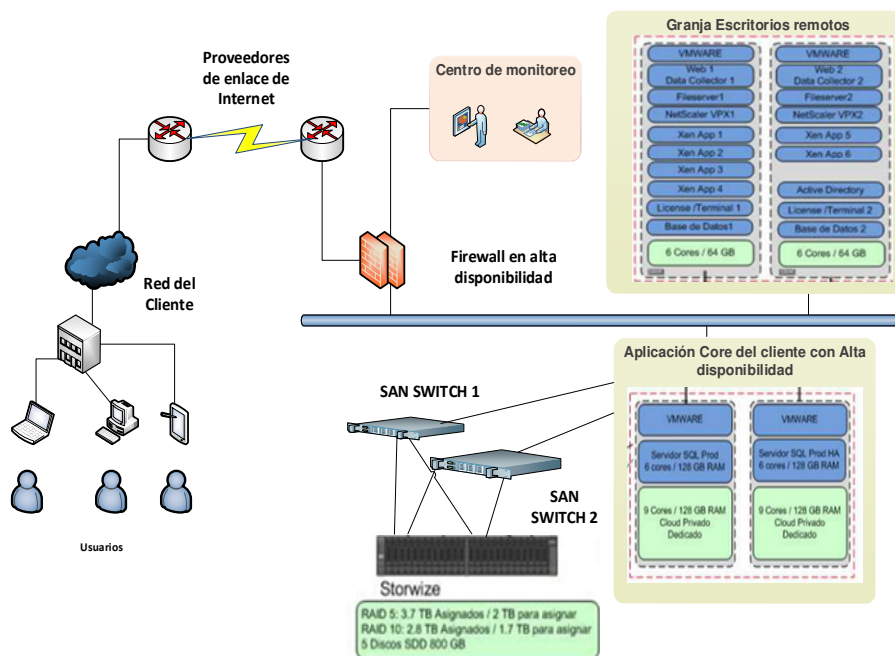 Proveedores
de enlace de
Internet
Centro de monitoreo
Firewall en alta
disponibilidad
Red del
Cliente
Usuarios
Granja Escritorios remotos
VMWARE
Web 1
Data Collector 1
Fileserver1
NetScaler VPX1
Xen App 1
Xen App 2
Xen App 3
Xen App 4
License /Terminal 1
Base de Datos1
6 Cores / 64 GB
VMWARE
Web 2
Data Collector 2
Fileserver2
NetScaler VPX2
Xen App 5
Xen App 6
Active Directory
License /Terminal 2
Base de Datos 2
6 Cores / 64 GB
SAN SWITCH 1
SAN
SWITCH 2
Storwize
RAID 5: 3.7 TB Asignados / 2 TB para asignar
RAID 10: 2.8 TB Asignados / 1.7 TB para asignar
5 Discos SDD 800 GB
Aplicación Core del cliente con Alta
disponibilidad
VMWARE
Servidor SQL Prod
6 cores / 128 GB RAM
9 Cores / 128 GB RAM
Cloud Privado
Dedicado
VMWARE
Servidor SQL Prod HA
6 cores / 128 GB RAM
9 Cores / 128 GB RAM
Cloud Privado
Dedicado